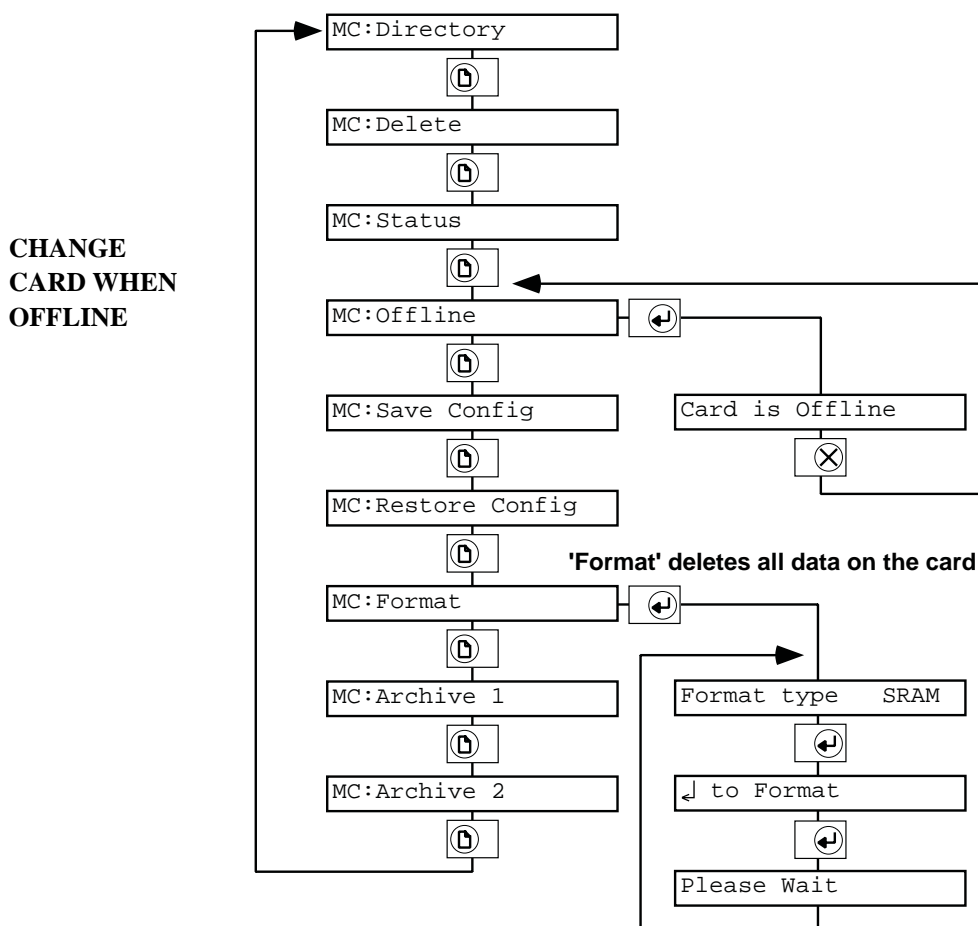 MC:Directory
MC:Delete
MC:Status
CHANGE
CARD WHEN
OFFLINE
MC:Offline
MC:Save Config
Card is Offline
MC:Restore Config
'Format' deletes all data on the card
MC:Format
MC:Archive 1
Format type SRAM
MC:Archive 2
↲ to Format
Please Wait